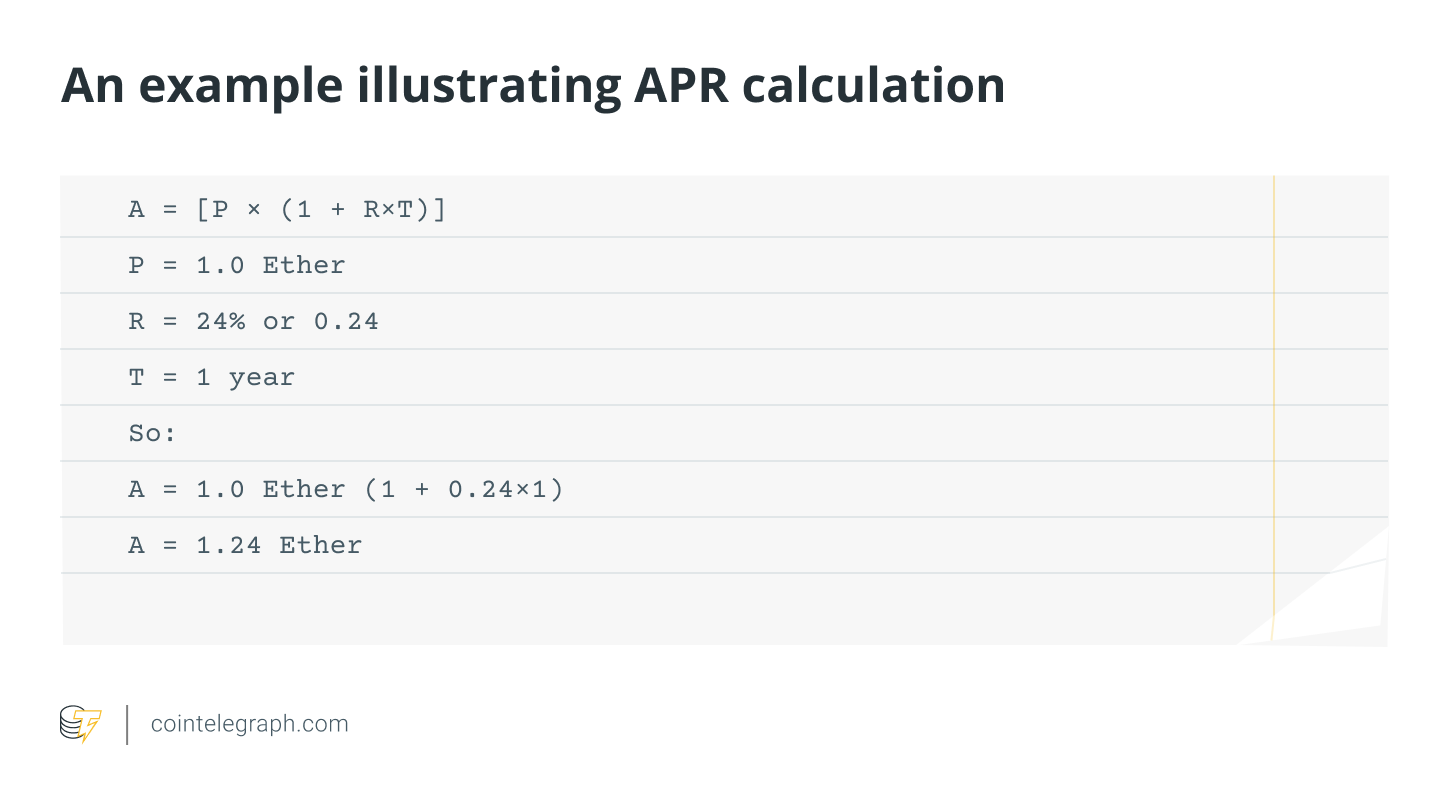 An example illustrating APR calculation
A = [P × (1 + R×T)]
P = 1.0 Ether
R = 24% or 0.24
T = 1 year
So:
A = 1.0 Ether (1 + 0.24×1)
A = 1.24 Ether
cointelegraph.com